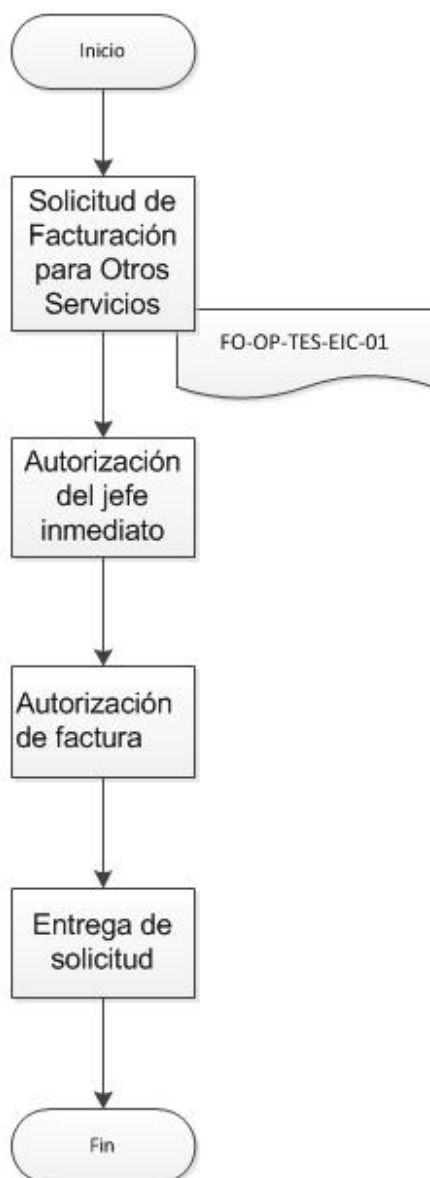 Inicio
Solicitud de
Facturación
para Otros
Servicios
FO-OP-TES-EIC-01
Autorización
del jefe
inmediato
Autorización
de factura
Entrega de
solicitud
Fin